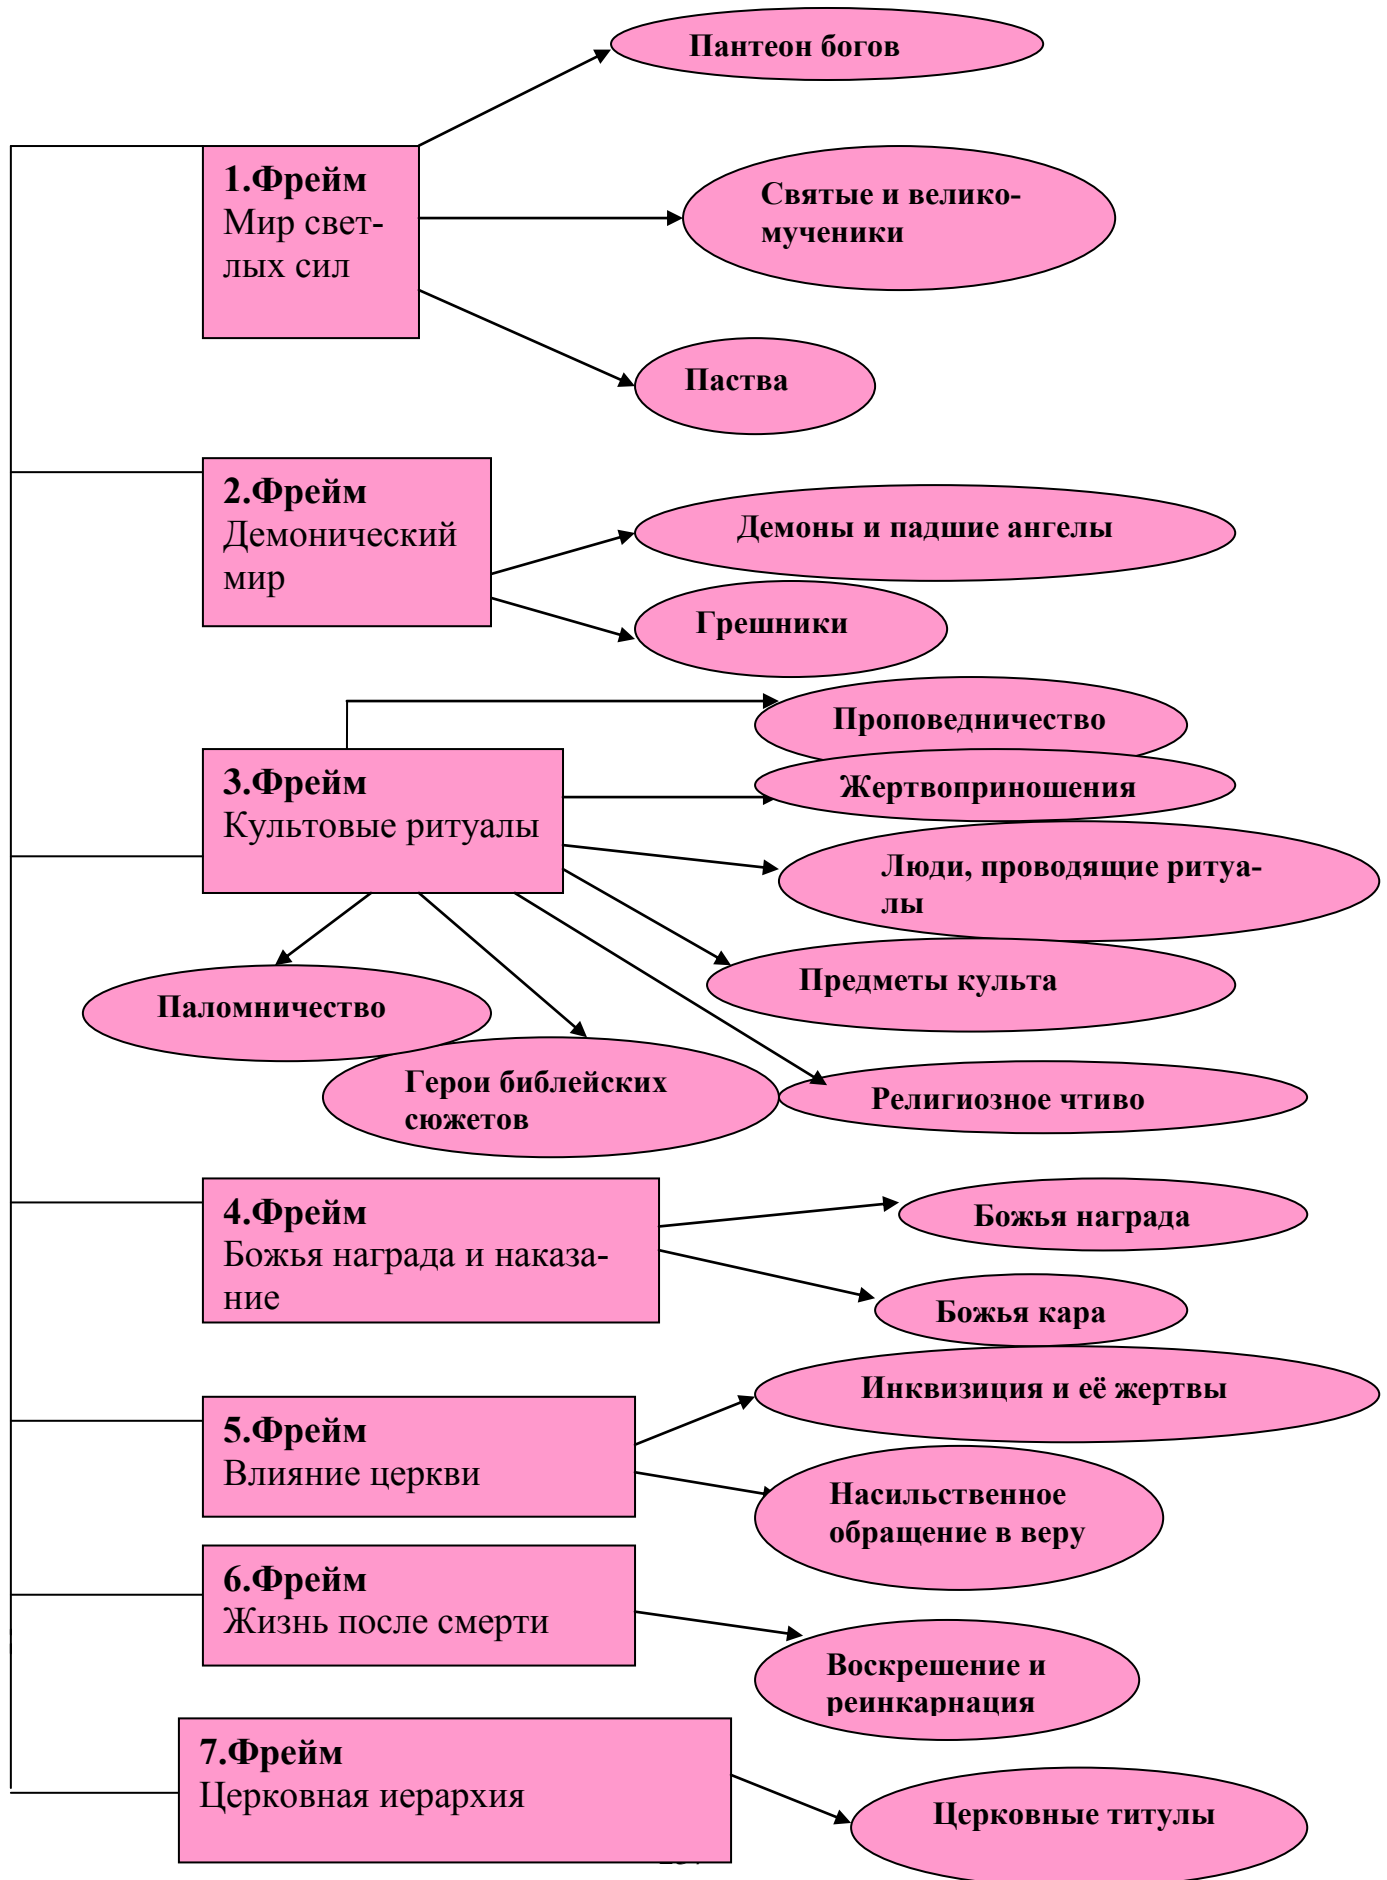 Пантеон богов
1.Фрейм
Мир свет-
лых сил
Святые и велико-
мученики
Паства
2.Фрейм
Демонический
мир
Демоны и падшие ангелы
Грешники
Проповедничество
3.Фрейм
Культовые ритуалы
Жертвоприношения
Люди, проводящие ритуа-
лы
Предметы культа
Паломничество
Герои библейских
сюжетов
Религиозное чтиво
4.Фрейм
Божья награда и наказа-
ние
Божья награда
Божья кара
Инквизиция и её жертвы
5.Фрейм
Влияние церкви
Насильственное
обращение в веру
6.Фрейм
Жизнь после смерти
Воскрешение и
реинкарнация
7.Фрейм
Церковная иерархия
Церковные титулы